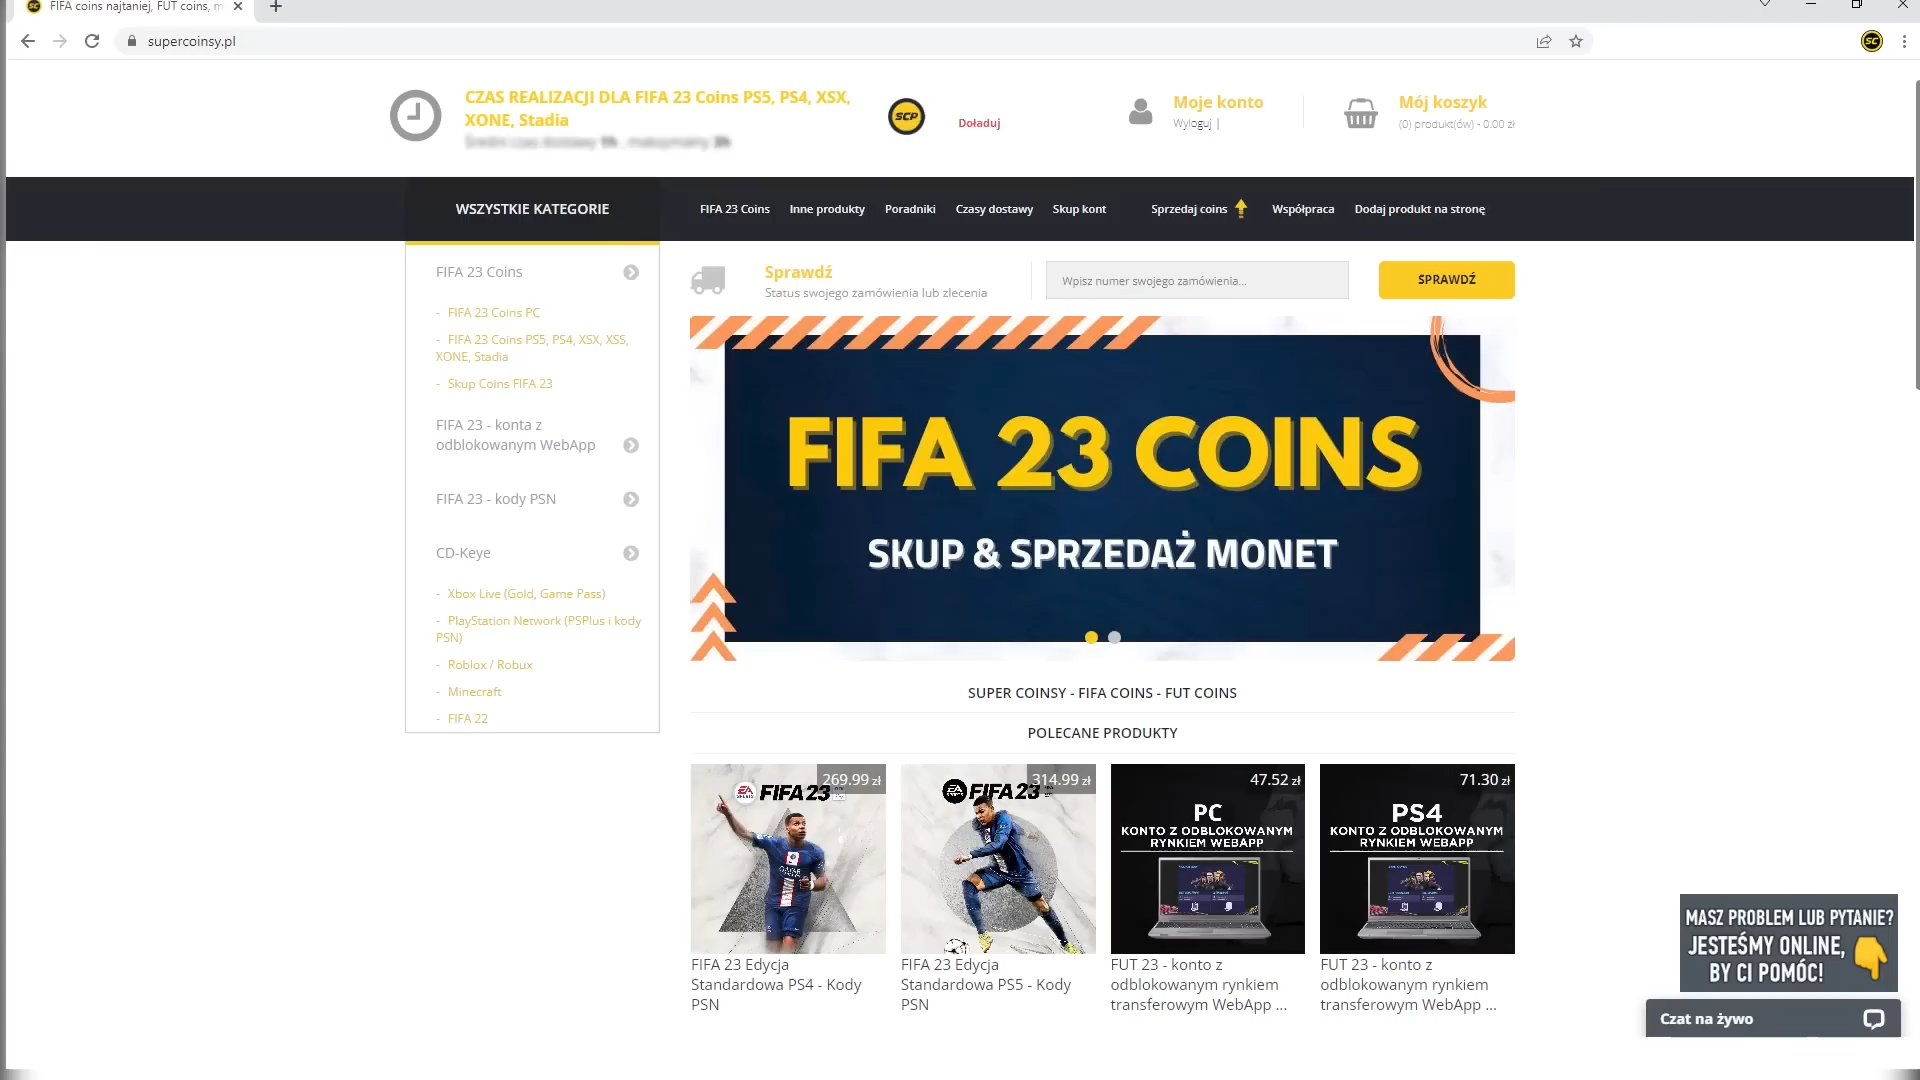 FIFA coins najtaniej, FUT coins, m
supercoinsy.pl
CZAS REALIZACJI DLA FIFA 23 Coins PS5, PS4, XSX,
XONE, Stadia
Średni czas dostawy 1h , maksymalny 3h
SCP
Doładuj
Moje konto
Wyloguj |
Mój koszyk
(0) produkt(ów) - 0.00 zł
WSZYSTKIE KATEGORIE
FIFA 23 Coins
Inne produkty
Poradniki
Czasy dostawy
Skup kont
Sprzedaj coins
Współpraca
Dodaj produkt na stronę
FIFA 23 Coins
- FIFA 23 Coins PC
- FIFA 23 Coins PS5, PS4, XSX, XSS,
XONE, Stadia
- Skup Coins FIFA 23
FIFA 23 - konta z
odblokowanym WebApp
FIFA 23 - kody PSN
CD-Keye
- Xbox Live (Gold, Game Pass)
- PlayStation Network (PSPlus i kody
PSN)
- Roblox / Robux
- Minecraft
- FIFA 22
Sprawdź
Status swojego zamówienia lub zlecenia
Wpisz numer swojego zamówienia...
SPRAWDŹ
FIFA 23 COINS
SKUP & SPRZEDAŻ MONET
SUPER COINSY - FIFA COINS - FUT COINS
POLECANE PRODUKTY
269.99 zł
EA SPORTS FIFA 23
FIFA 23 Edycja
Standardowa PS4 - Kody
PSN
314.99 zł
EA FIFA 23
FIFA 23 Edycja
Standardowa PS5 - Kody
PSN
47.52 zł
PC
KONTO Z ODBLOKOWANYM
RYNKIEM WEBAPP
FUT 23 - konto z
odblokowanym rynkiem
transferowym WebApp ...
71.30 zł
PS4
KONTO Z ODBLOKOWANYM
RYNKIEM WEBAPP
FUT 23 - konto z
odblokowanym rynkiem
transferowym WebApp ...
MASZ PROBLEM LUB PYTANIE?
JESTEŚMY ONLINE,
BY CI POMÓC!
Czat na żywo